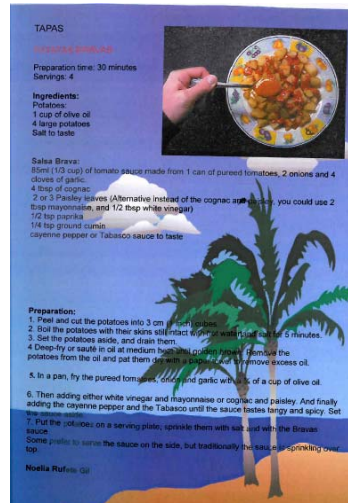 TAPAS
Preparation time: 30 minutes
Servings: 4
Ingredients:
Potatoes:
1 cup of olive oil
4 large potatoes
Salt to taste
Salsa Brava:
85ml (1/3 cup) of tomato sauce made from 1 can of pureed tomatoes, 2 onions and 4
cloves of garlic.
4 tbsp of cognac
2 or 3 Paisley leaves (Alternative instead of the cognac and paisley, you could use 2
tbsp mayonnaise, and 1/2 tbsp white vinegar)
1/2 tsp paprika
1/4 tsp ground cumin
cayenne pepper or Tabasco sauce to taste
Preparation:
1. Peel and cut the potatoes into 3 cm
2. Boil the potatoes with their skins still intact with hot water and salt for 5 minutes.
3. Set the potatoes aside, and drain them.
4 Deep-fry or sauté in oil at medium heat until golden brown. Remove the
potatoes from the oil and pat them dry with a paper towel to remove excess oil.
5. In a pan, fry the pureed tomatoes, onion and garlic with a ¾ of a cup of olive oil.
6. Then adding either white vinegar and mayonnaise or cognac and paisley. And finally
adding the cayenne pepper and the Tabasco until the sauce tastes tangy and spicy. Set
the sauce aside.
7. Put the potatoes on a serving plate; sprinkle them with salt and with the Bravas
sauce.
Some prefer to serve the sauce on the side, but traditionally the sauce is sprinkling over
top.
Noelia